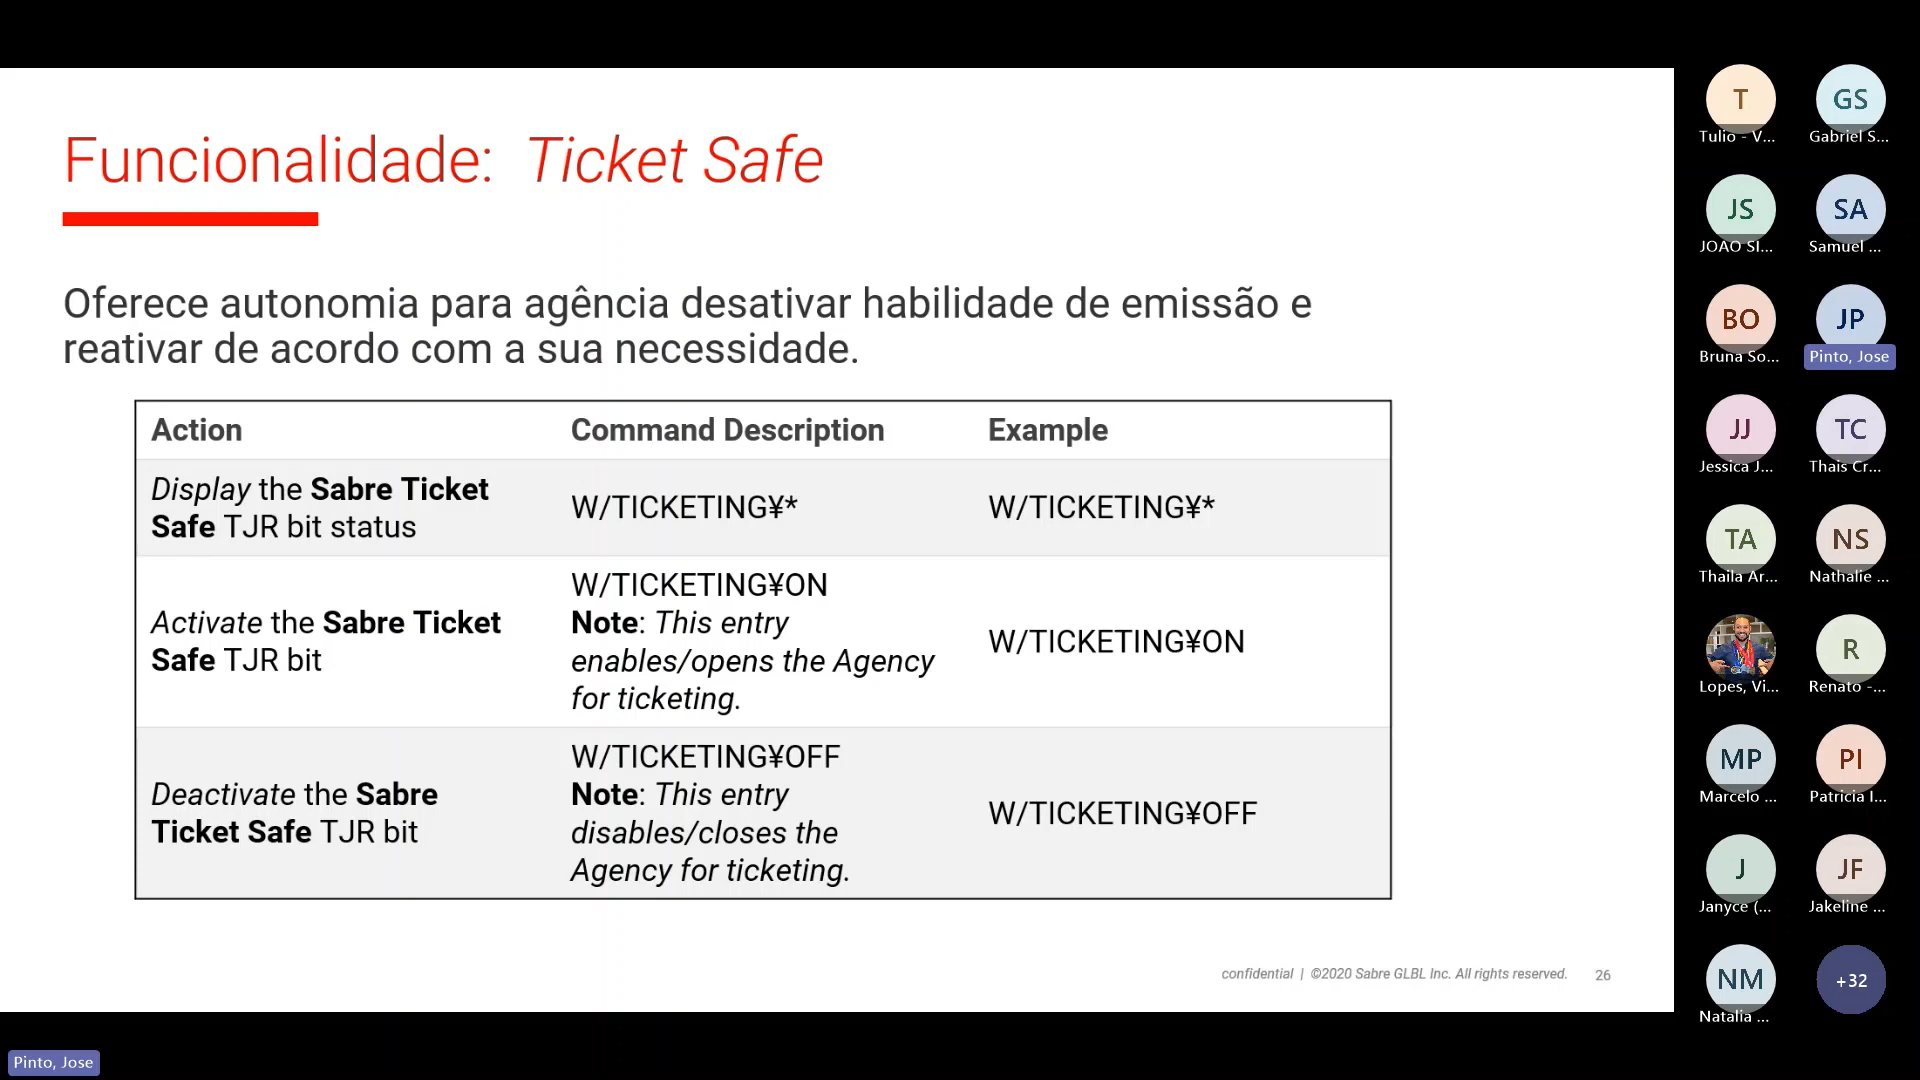 Funcionalidade: Ticket Safe
Oferece autonomia para agência desativar habilidade de emissão e
reativar de acordo com a sua necessidade.
Action
Command Description
Example
Display the Sabre Ticket
Safe TJR bit status
W/TICKETING¥*
W/TICKETING¥*
Activate the Sabre Ticket
Safe TJR bit
W/TICKETING¥ON
Note: This entry
enables/opens the Agency
for ticketing.
W/TICKETING¥ON
Deactivate the Sabre
Ticket Safe TJR bit
W/TICKETING¥OFF
Note: This entry
disables/closes the
Agency for ticketing.
W/TICKETING¥OFF
confidential | ©2020 Sabre GLBL Inc. All rights reserved. 26
T
Tulio - V...
GS
Gabriel S...
JS
JOAO SI...
SA
Samuel ...
BO
Bruna So...
JP
Pinto, Jose
JJ
Jessica J...
TC
Thais Cr...
TA
Thaila Ar...
NS
Nathalie ...
Lopes, Vi...
R
Renato -...
MP
Marcelo ...
PI
Patricia I...
J
Janyce (...
JF
Jakeline ...
NM
Natalia ...
+32
Pinto, Jose